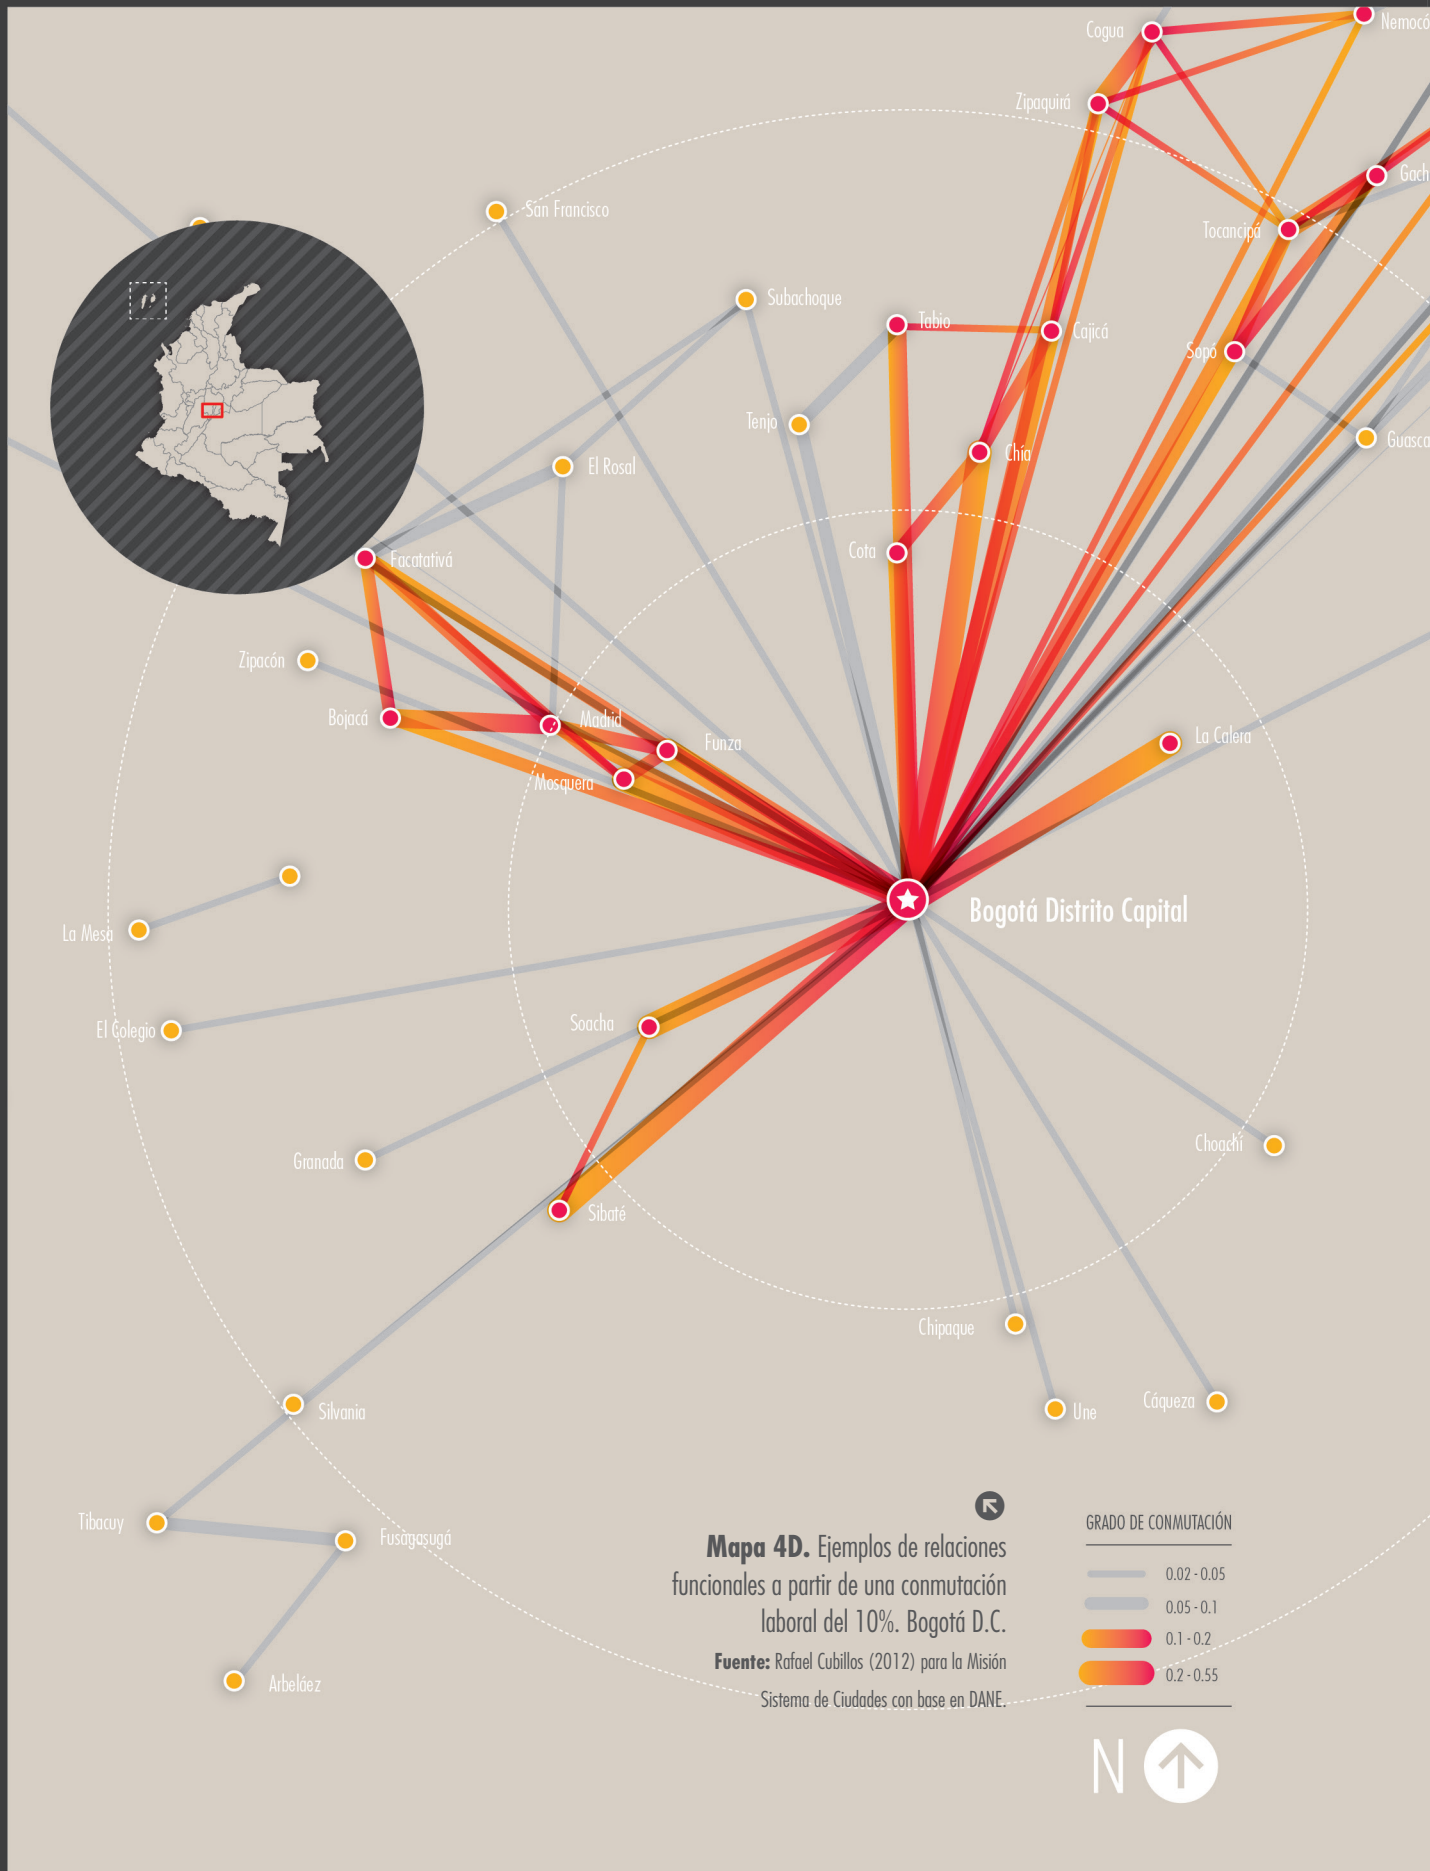 Cogua
Nemocó
Zipaquirá
Gach
San Francisco
Tocancipá
Subachoque
Tabio
Cajicá
Sopó
Tenjo
Guasca
Chía
El Rosal
Cota
Facatativá
Zipacón
Bojacá
Madrid
Funza
La Calera
Mosquera
Bogotá Distrito Capital
La Mesa
Soacha
El Colegio
Choachí
Granada
Sibaté
Chipaque
Cáqueza
Une
Silvania
Tibacuy
Fusagasugá
Arbeláez
Mapa 4D. Ejemplos de relaciones
funcionales a partir de una conmutación
laboral del 10%. Bogotá D.C.
Fuente: Rafael Cubillos (2012) para la Misión
Sistema de Ciudades con base en DANE.
GRADO DE CONMUTACIÓN
0.02 - 0.05
0.05 - 0.1
0.1 - 0.2
0.2 - 0.55
N